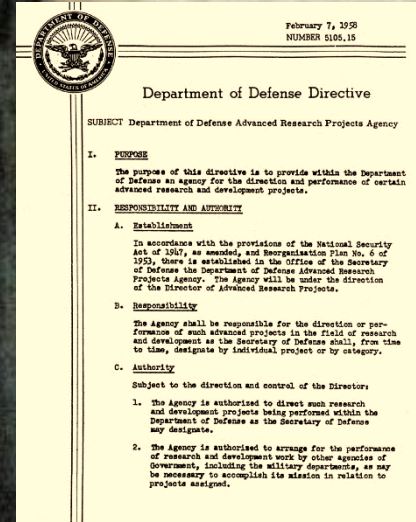 DEPARTMENT OF DEFENSE
UNITED STATES OF AMERICA
February 7, 1958
NUMBER 5105.15
Department of Defense Directive
SUBJECT Department of Defense Advanced Research Projects Agency
I. PURPOSE
The purpose of this directive is to provide within the Department
of Defense an agency for the direction and performance of certain
advanced research and development projects.
II. RESPONSIBILITY AND AUTHORITY
A. Establishment
In accordance with the provisions of the National Security
Act of 1947, as amended, and Reorganization Plan No. 6 of
1953, there is established in the Office of the Secretary
of Defense the Department of Defense Advanced Research
Projects Agency. The Agency will be under the direction
of the Director of Advanced Research Projects.
B. Responsibility
The Agency shall be responsible for the direction or per-
formance of such advanced projects in the field of research
and development as the Secretary of Defense shall, from time
to time, designate by individual project or by category.
C. Authority
Subject to the direction and control of the Director:
1. The Agency is authorized to direct such research
and development projects being performed within the
Department of Defense as the Secretary of Defense
may designate.
2. The Agency is authorized to arrange for the performance
of research and development work by other agencies of
Government, including the military departments, as may
be necessary to accomplish its mission in relation to
projects assigned.